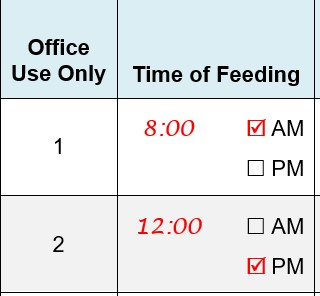 Office
Use Only
Time of Feeding
1
8:00 ☑ AM
☐ PM
2
12:00 ☐ AM
☑ PM